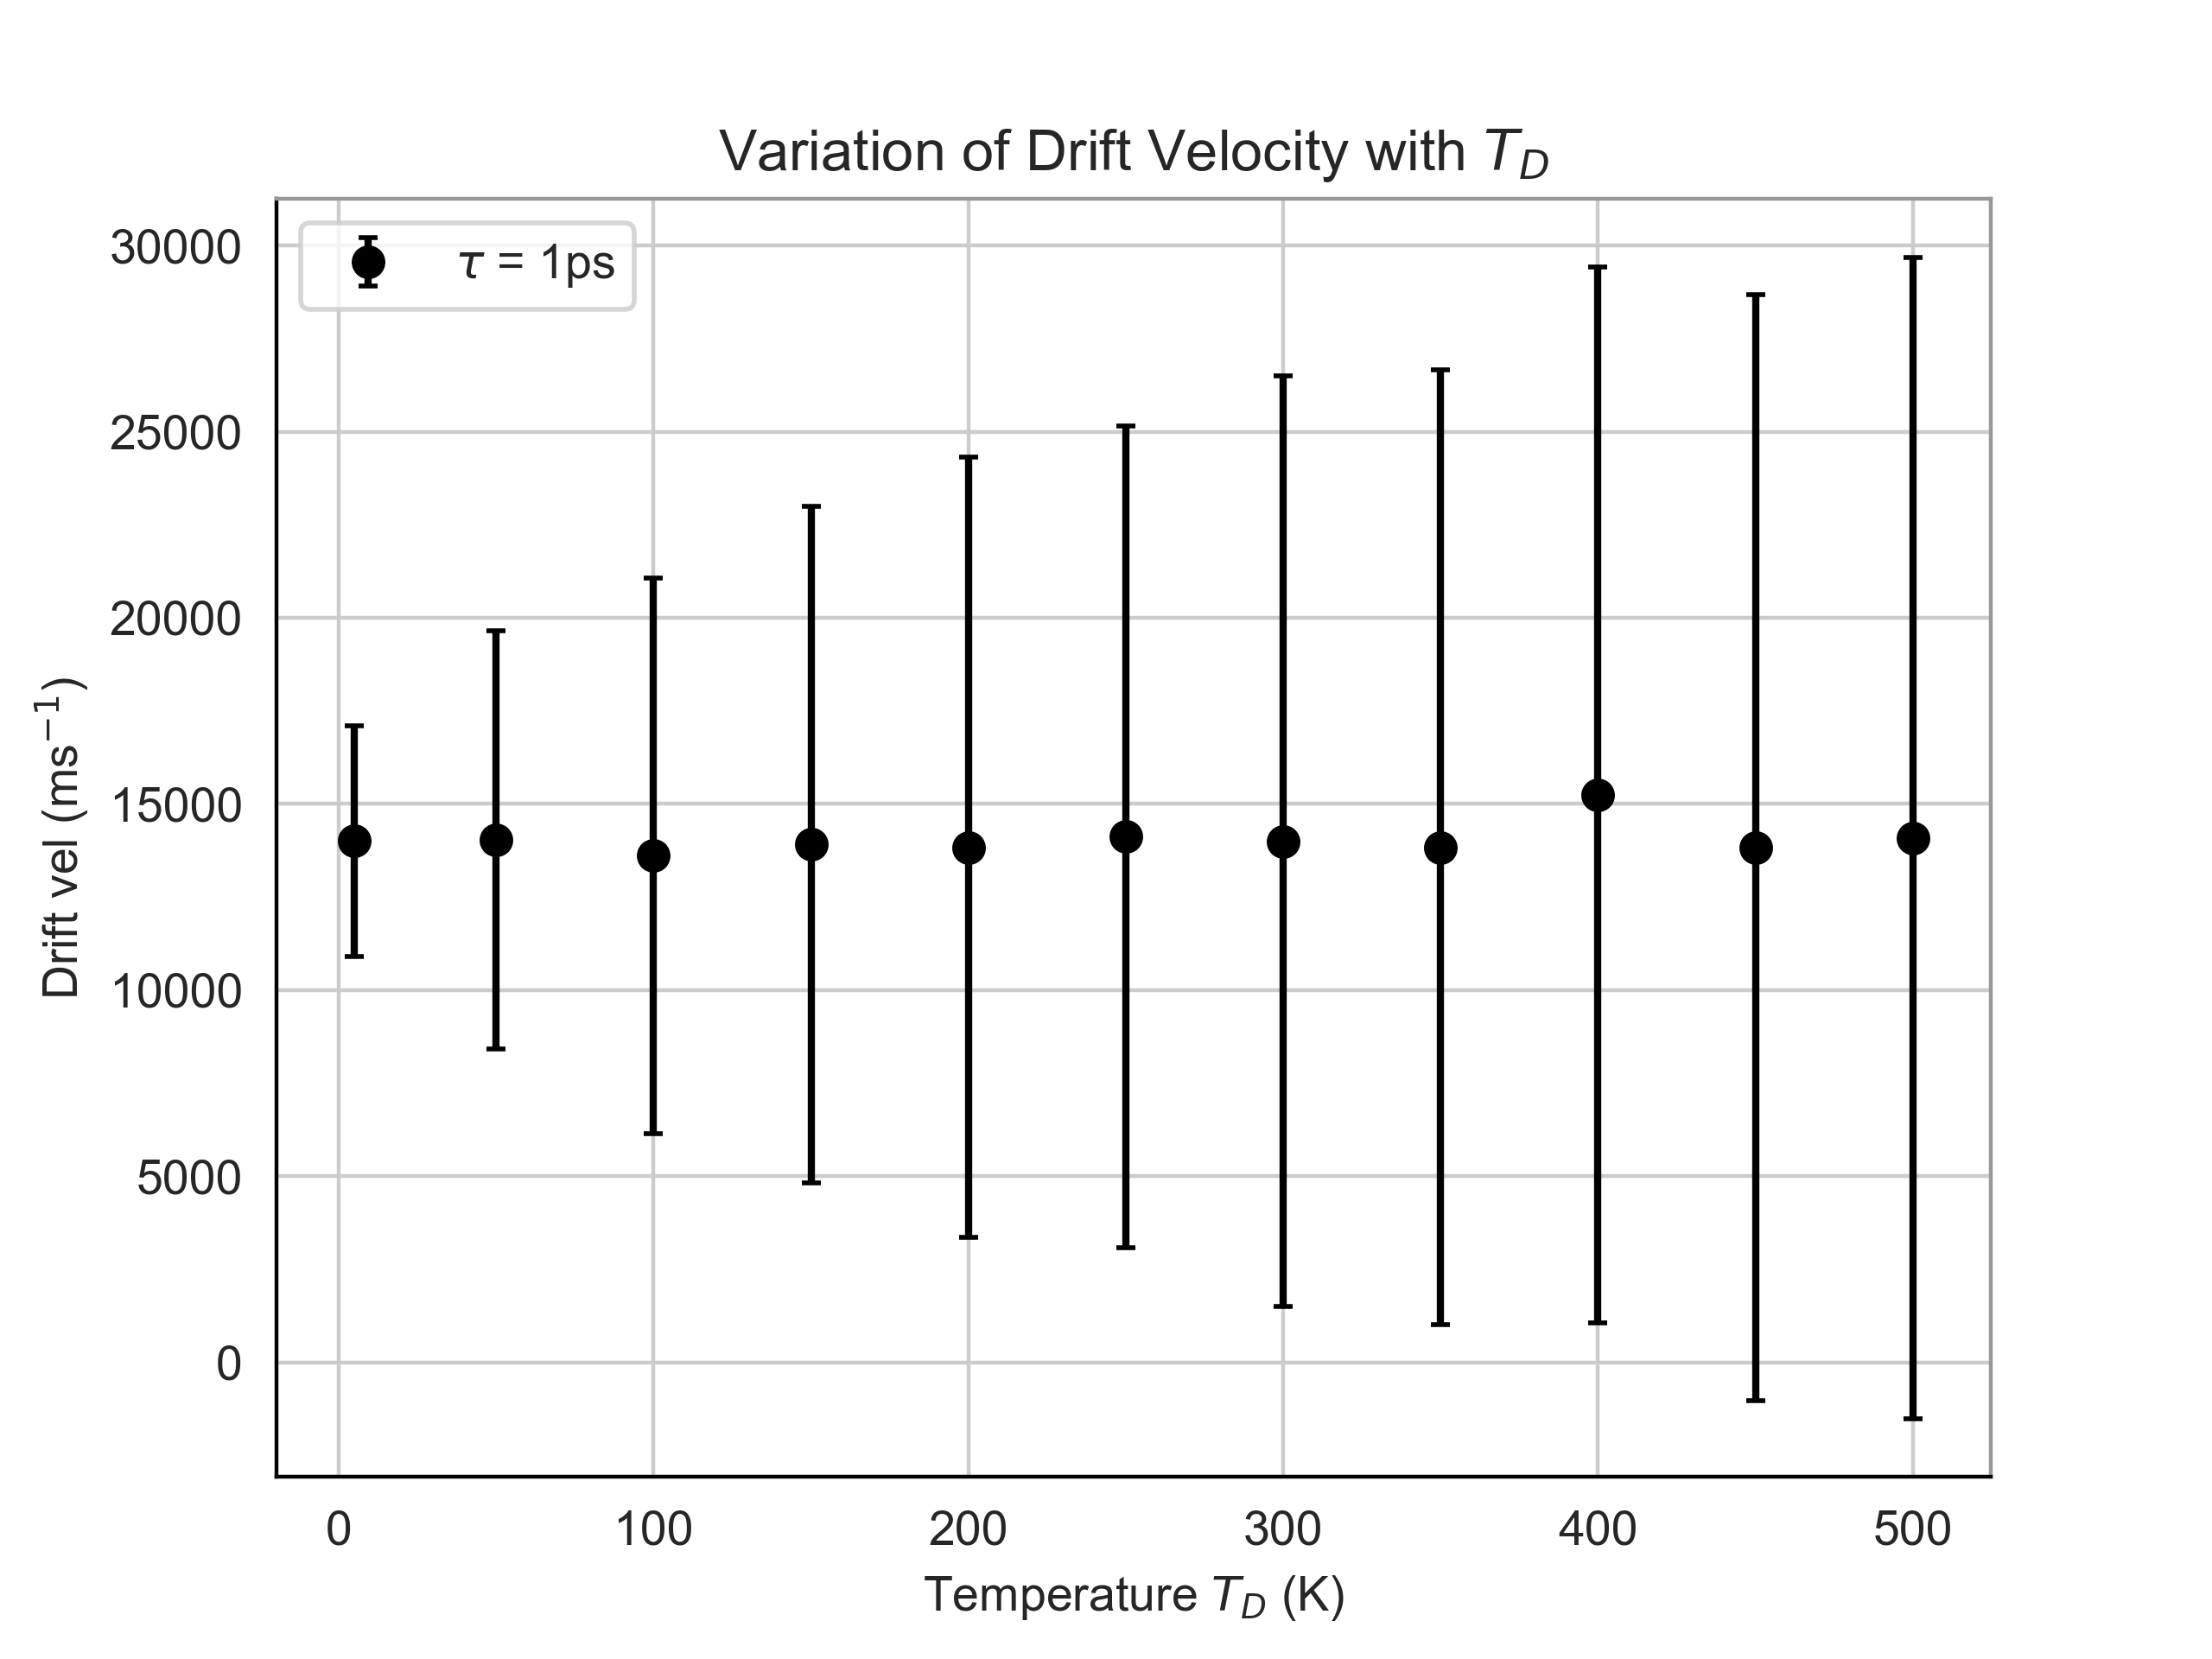 Variation of Drift Velocity with T_D
τ = 1ps
30000
25000
20000
15000
10000
5000
0
Drift vel (ms⁻¹)
0 100 200 300 400 500
Temperature T_D (K)